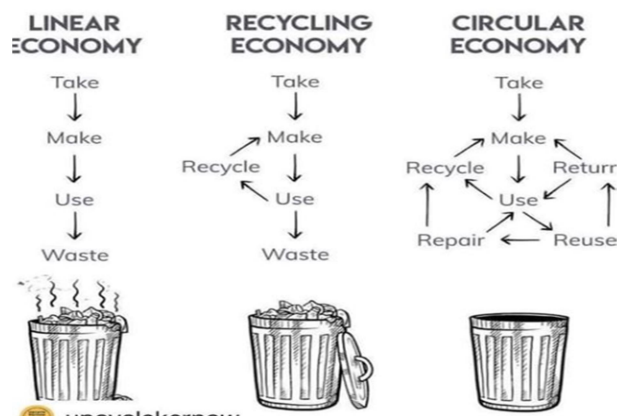 LINEAR
ECONOMY
Take
Make
Use
Waste
RECYCLING
ECONOMY
Take
Make
Recycle
Use
Waste
CIRCULAR
ECONOMY
Take
Make
Recycle
Return
Use
Repair
Reuse